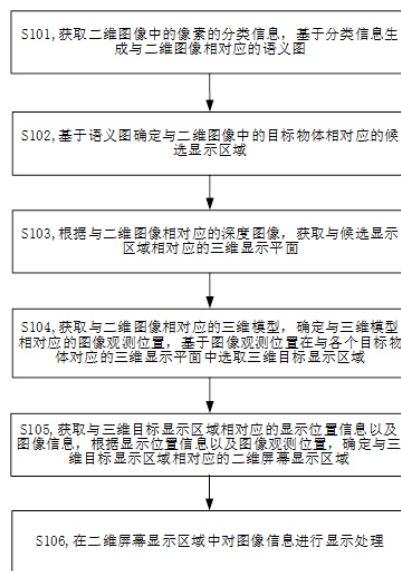 S101,获取二维图像中的像素的分类信息，基于分类信息生
成与二维图像相对应的语义图
S102,基于语义图确定与二维图像中的目标物体相对应的候
选显示区域
S103,根据与二维图像相对应的深度图像，获取与候选显示
区域相对应的三维显示平面
S104,获取与二维图像相对应的三维模型，确定与三维模型
相对应的图像观测位置，基于图像观测位置在与各个目标物
体对应的三维显示平面中选取三维目标显示区域
S105,获取与三维目标显示区域相对应的显示位置信息以及
图像信息，根据显示位置信息以及图像观测位置，确定与三
维目标显示区域相对应的二维屏幕显示区域
S106,在二维屏幕显示区域中对图像信息进行显示处理